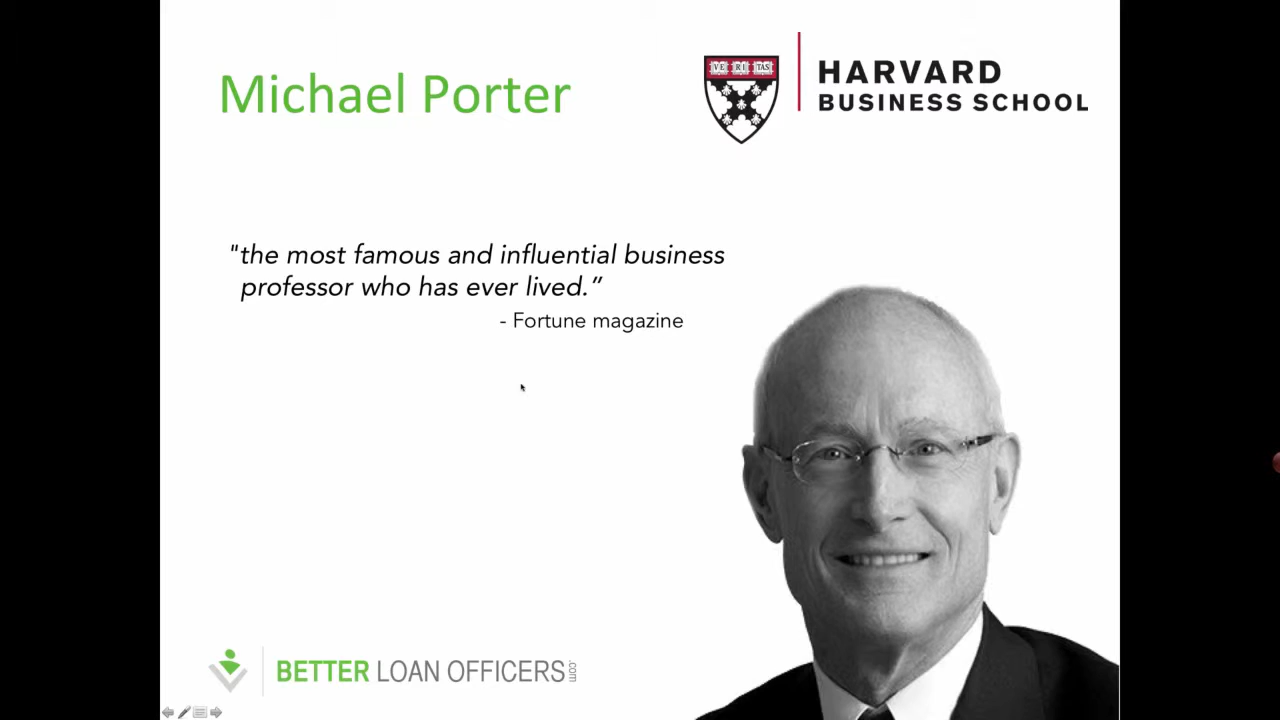 Michael Porter
VE RI TAS
HARVARD
BUSINESS SCHOOL
"the most famous and influential business
professor who has ever lived.”
- Fortune magazine
BETTER LOAN OFFICERS.com